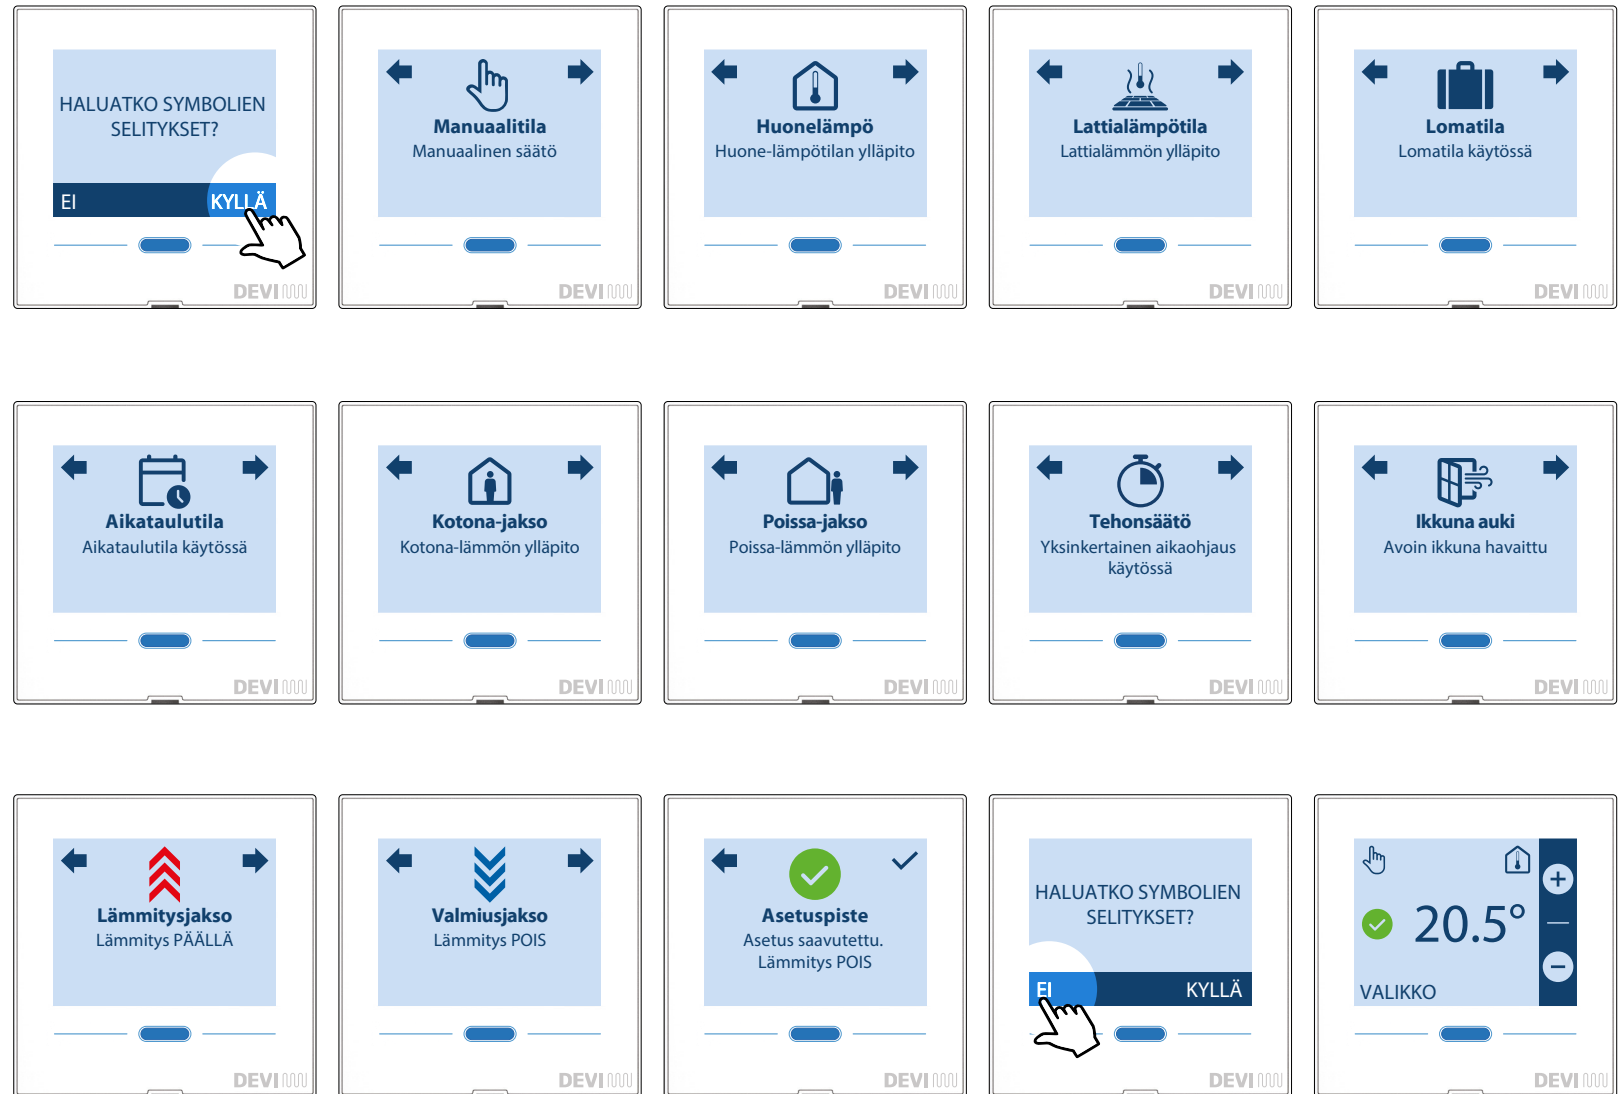 HALUATKO SYMBOLIEN
SELITYKSET?
EI KYLLÄ
DEVI
Manuaalitila
Manuaalinen säätö
DEVI
Huonelämpö
Huone-lämpötilan ylläpito
DEVI
Lattialämpötila
Lattialämmön ylläpito
DEVI
Lomatila
Lomatila käytössä
DEVI
Aikataulutila
Aikataulutila käytössä
DEVI
Kotona-jakso
Kotona-lämmön ylläpito
DEVI
Poissa-jakso
Poissa-lämmön ylläpito
DEVI
Tehonsäätö
Yksinkertainen aikaohjaus
käytössä
DEVI
Ikkuna auki
Avoin ikkuna havaittu
DEVI
Lämmitysjakso
Lämmitys PÄÄLLÄ
DEVI
Valmiusjakso
Lämmitys POIS
DEVI
Asetuspiste
Asetus saavutettu.
Lämmitys POIS
DEVI
HALUATKO SYMBOLIEN
SELITYKSET?
EI KYLLÄ
DEVI
20.5°
VALIKKO
DEVI